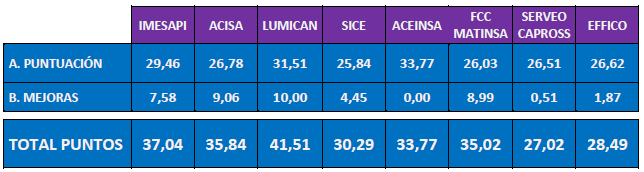 IMESAPI ACISA LUMICAN SICE ACEINSA FCC MATINSA SERVEO CAPROSS EFFICO
A. PUNTUACIÓN 29,46 26,78 31,51 25,84 33,77 26,03 26,51 26,62
B. MEJORAS 7,58 9,06 10,00 4,45 0,00 8,99 0,51 1,87
TOTAL PUNTOS 37,04 35,84 41,51 30,29 33,77 35,02 27,02 28,49